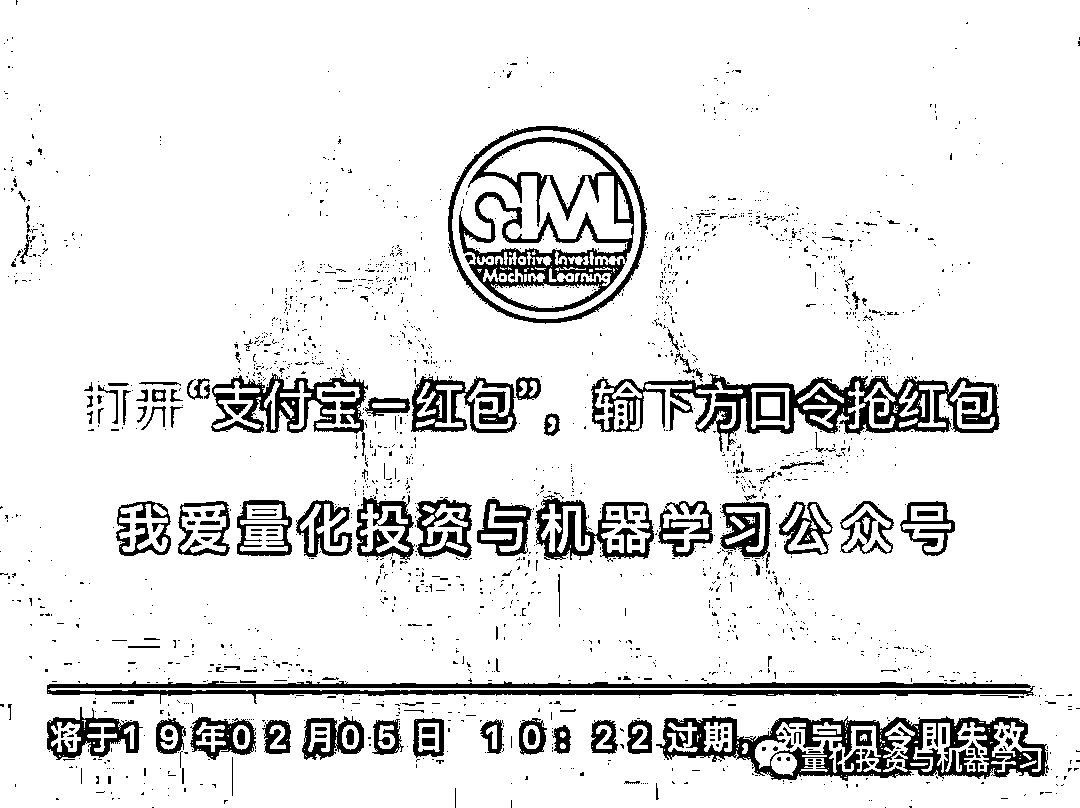 QIML
Quantitative Investment
Machine Learning
打开“支付宝－红包”，输下方口令抢红包
我爱量化投资与机器学习公众号
将于19年02月05日 10：22过期，领完口令即失效
量化投资与机器学习